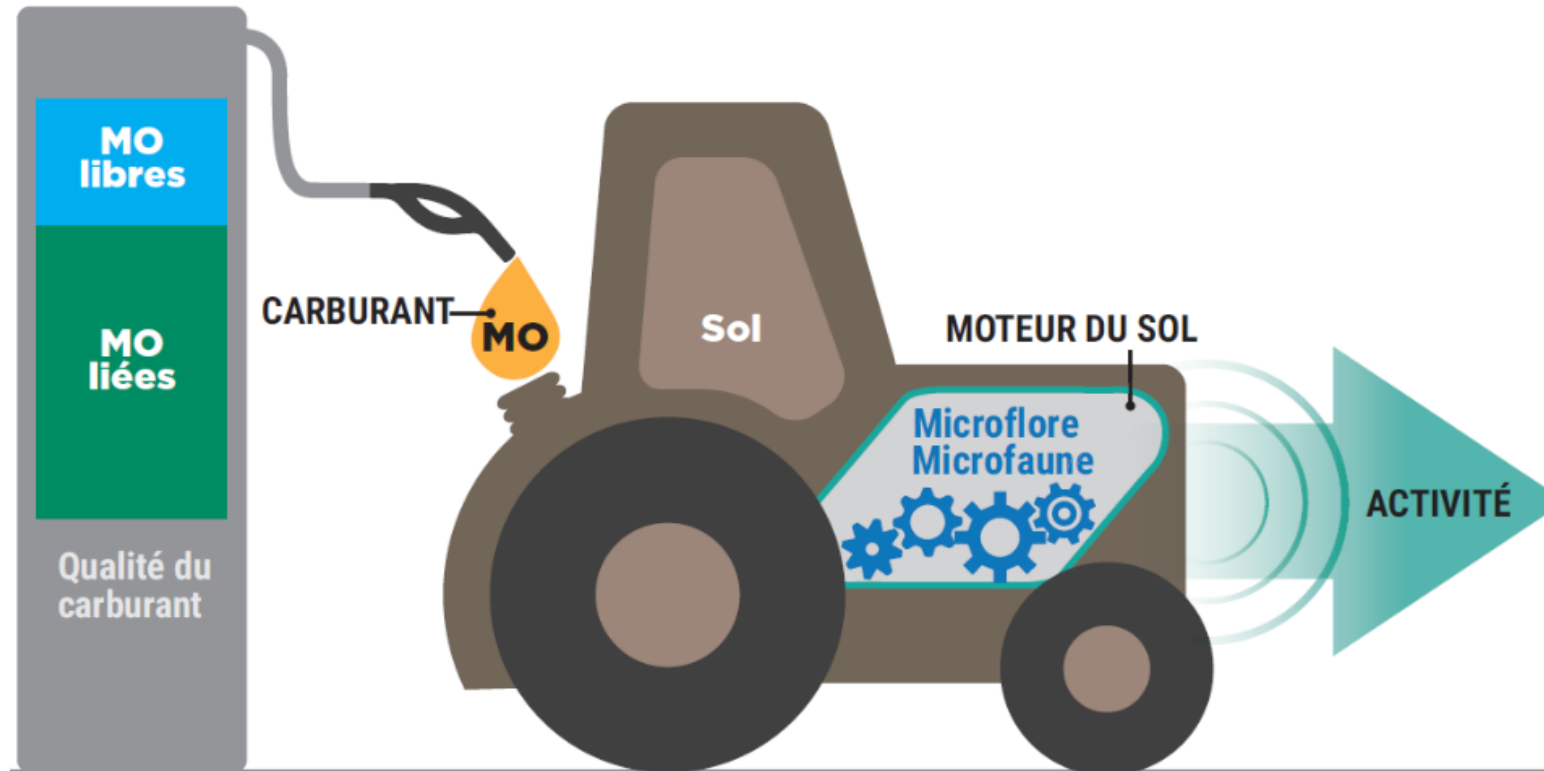 MO
libres
MO
liées
Qualité du
carburant
CARBURANT
MO
Sol
MOTEUR DU SOL
Microflore
Microfaune
ACTIVITÉ